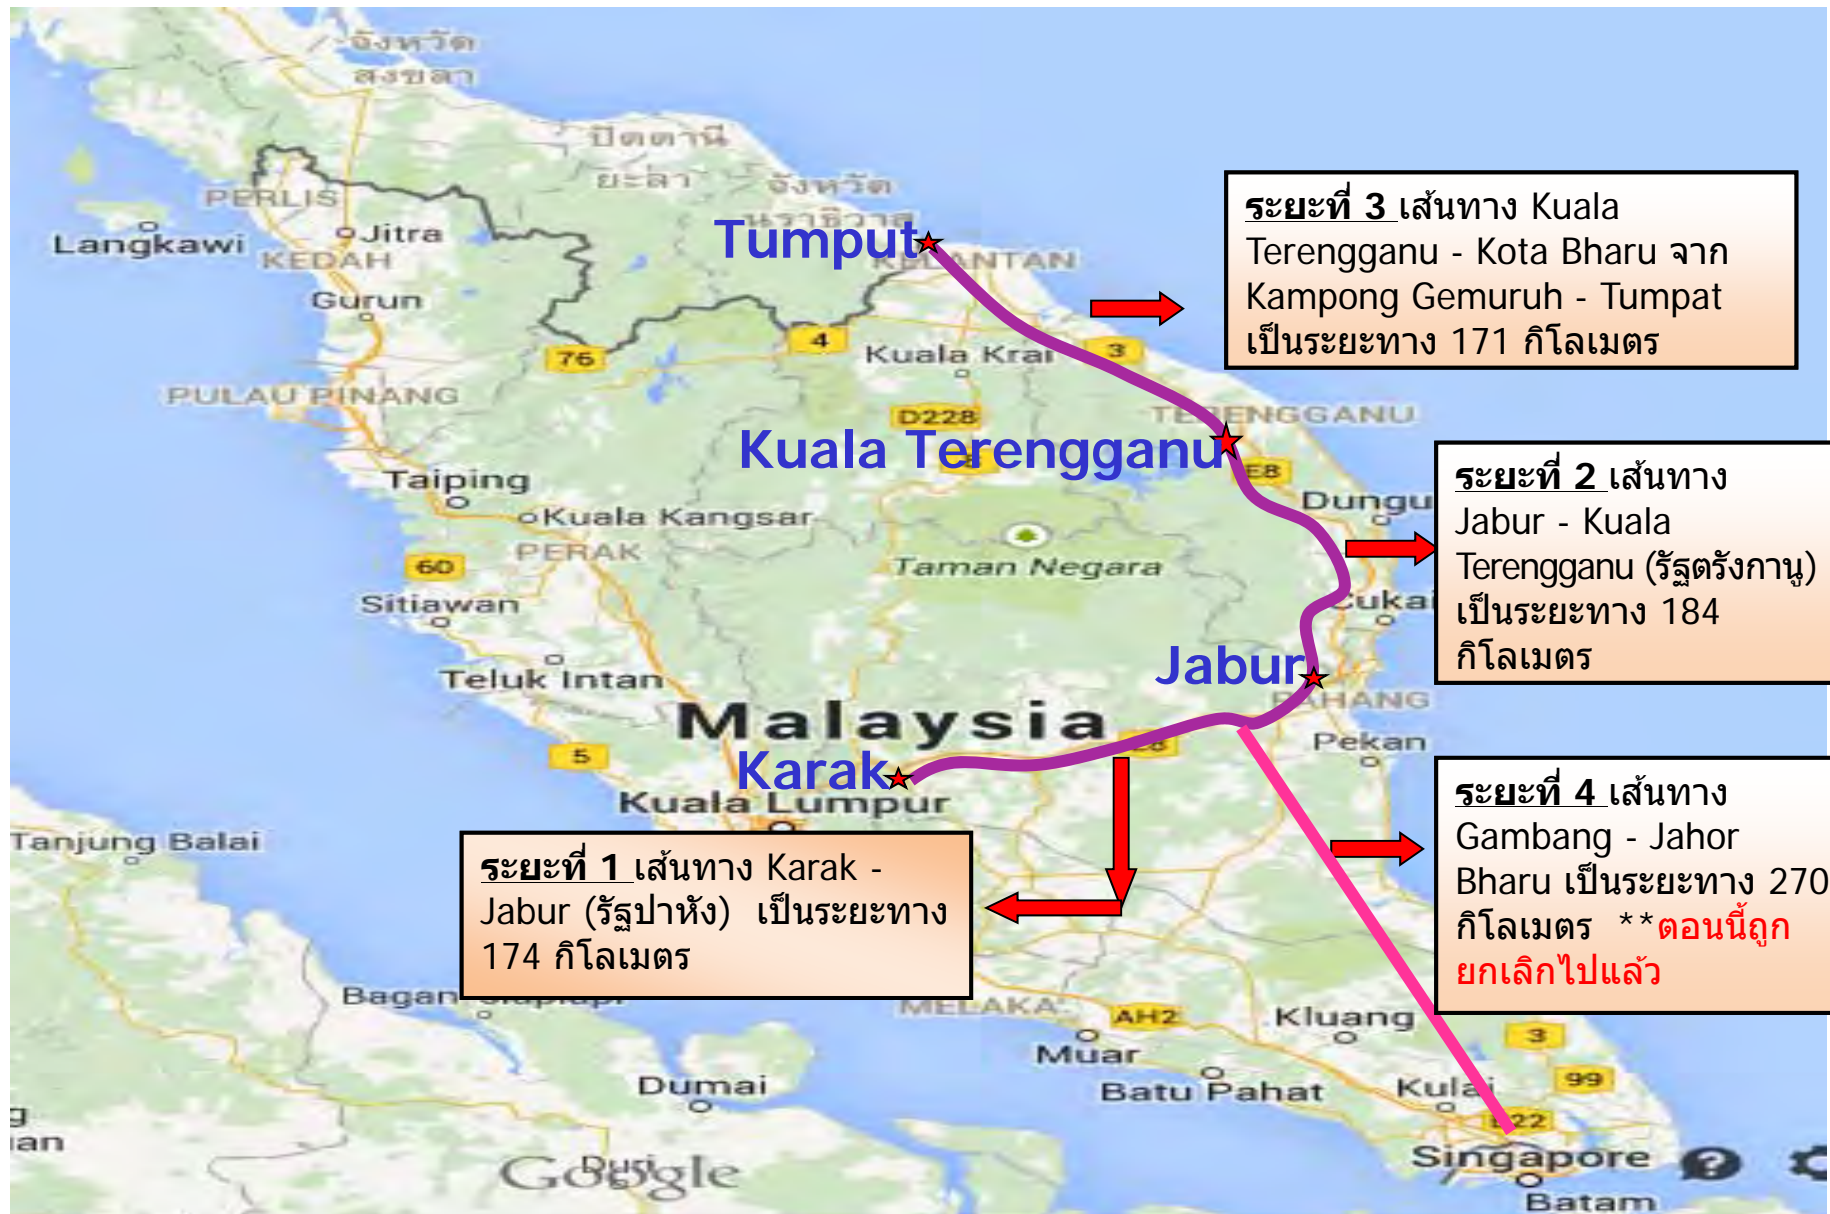 จังหวัด
สงขลา
ปัตตานี
ยะลา
จังหวัด
นราธิวาส
PERLIS
Langkawi
Jitra
KEDAH
Gurun
Tumput
KELANTAN
ระยะที่ 3 เส้นทาง Kuala
Terengganu - Kota Bharu จาก
Kampong Gemuruh - Tumpat
เป็นระยะทาง 171 กิโลเมตร
76
4
3
Kuala Krai
PULAU PINANG
D228
TERENGGANU
Kuala Terengganu
E8
Taiping
Kuala Kangsar
PERAK
Dungu
ระยะที่ 2 เส้นทาง
Jabur - Kuala
Terengganu (รัฐตรังกานู)
เป็นระยะทาง 184
กิโลเมตร
60
Taman Negara
Sitiawan
Cukai
Teluk Intan
Jabur
PAHANG
Malaysia
5
Karak
Pekan
Kuala Lumpur
ระยะที่ 4 เส้นทาง
Gambang - Jahor
Bharu เป็นระยะทาง 270
กิโลเมตร **ตอนนี้ถูก
ยกเลิกไปแล้ว
Tanjung Balai
ระยะที่ 1 เส้นทาง Karak -
Jabur (รัฐปาหัง) เป็นระยะทาง
174 กิโลเมตร
Bagan
MELAKA
AH2
Kluang
3
Muar
Dumai
Batu Pahat
Kulai
99
E22
Singapore
Google
Batam